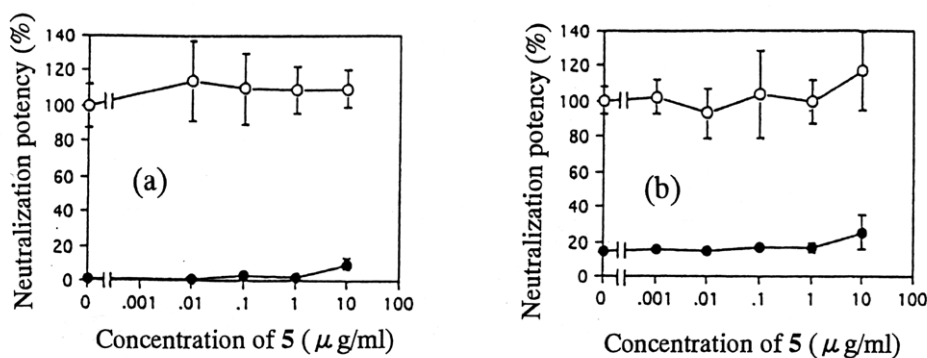 Neutralization potency (%)
140
120
100
80
60
40
20
0
(a)
0 .001 .01 .1 1 10 100
Concentration of 5 ( μ g/ml)
Neutralization potency (%)
140
120
100
80
60
40
20
0
(b)
0 .001 .01 .1 1 10 100
Concentration of 5 ( μ g/ml)